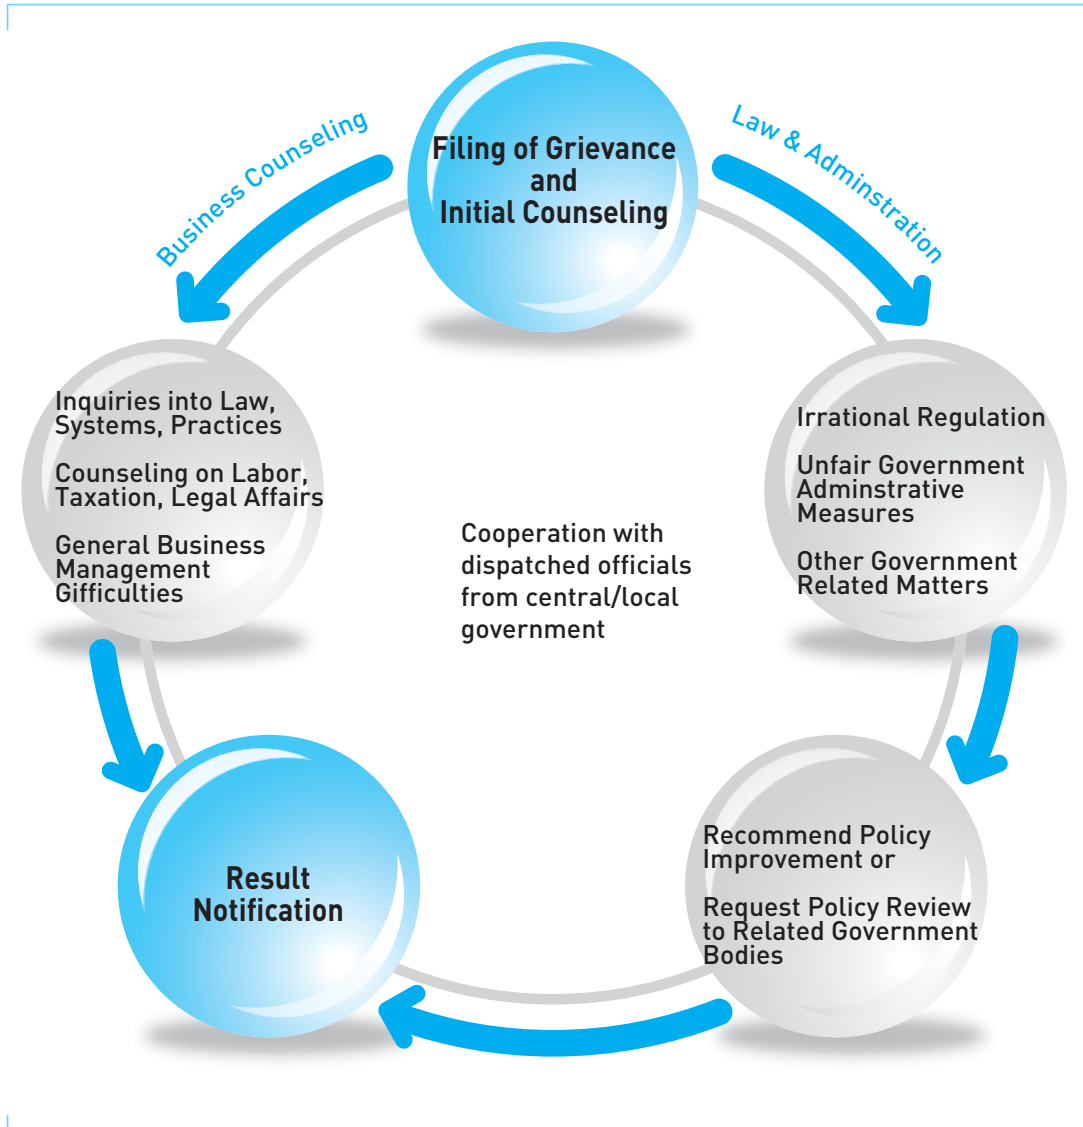 Filing of Grievance
and
Initial Counseling
Business Counseling
Law & Adminstration
Inquiries into Law,
Systems, Practices
Counseling on Labor,
Taxation, Legal Affairs
General Business
Management
Gifficulties
Irrational Regulation
Unfair Government
Adminstrative
Measures
Other Government
Related Matters
Cooperation with
dispatched officials
from central/local
government
Recommend Policy
Improvement or
Request Policy Review
to Related Government
Bodies
Result
Notification